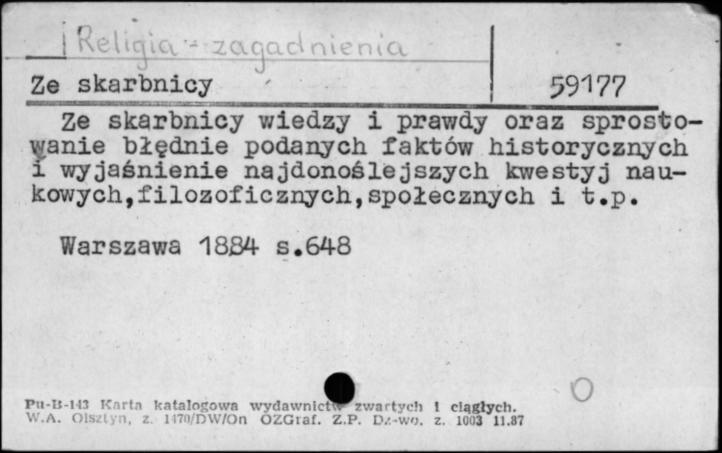 Religia - zagadnienia
Ze skarbnicy 59177
Ze skarbnicy wiedzy i prawdy oraz sprosto-
wanie błędnie podanych faktów historycznych
i wyjaśnienie najdonoślejszych kwestyj nau-
kowych,filozoficznych,społecznych i t.p.
Warszawa 1884 s.648
Pu-B-143 Karta katalogowa wydawnictw zwartych i ciągłych.
W.A. Olsztyn, z. 1470/DW/On OZGraf. Z.P. Dz-wo. z. 1003 11.87